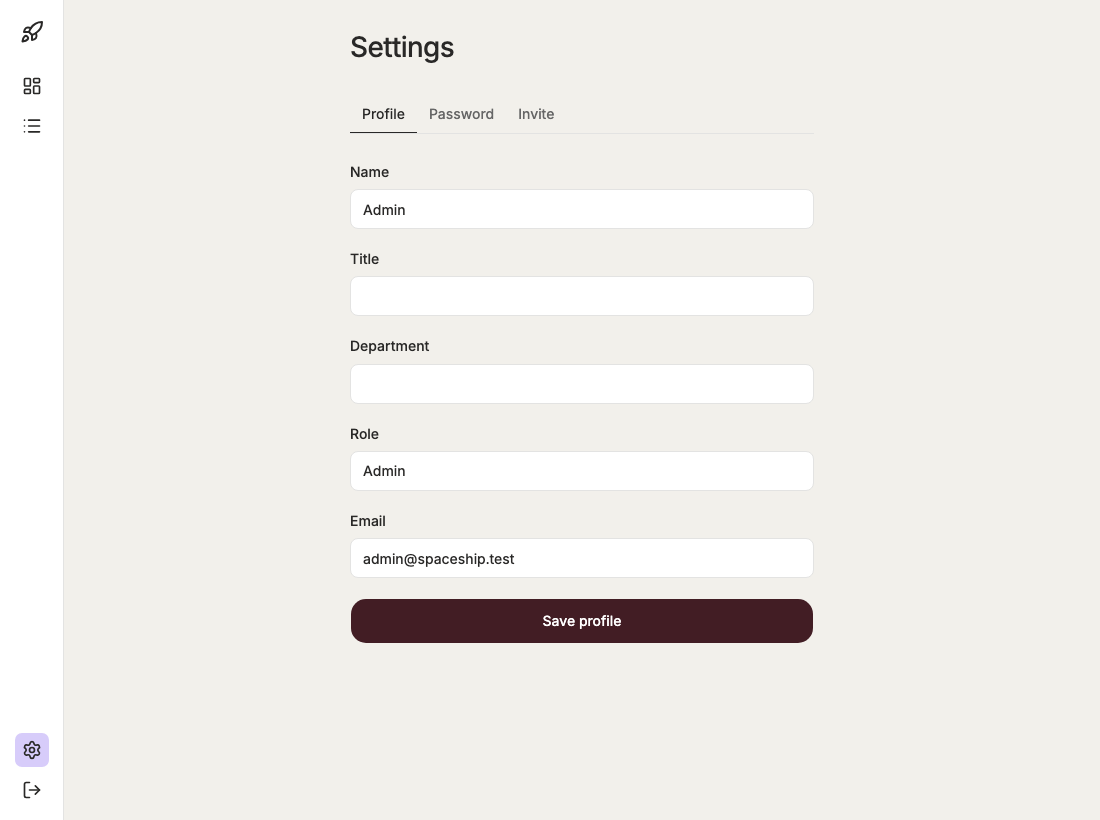 Settings
Profile Password Invite
Name
Admin
Title
Department
Role
Admin
Email
admin@spaceship.test
Save profile